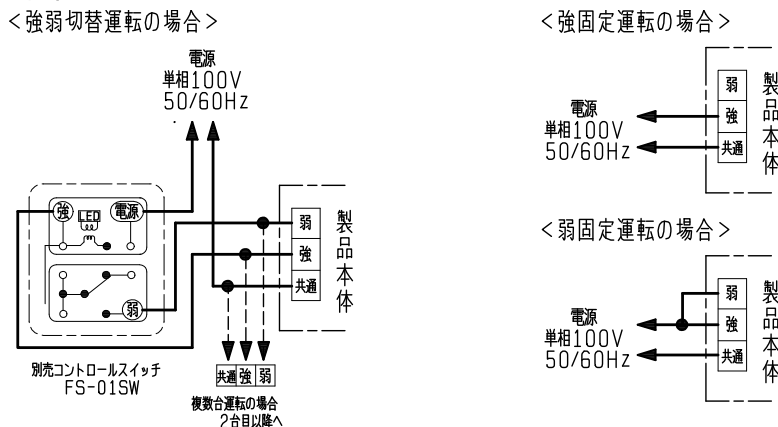 <強弱切替運転の場合>
電源
単相100V
50/60Hz
強
LED
電源
弱
弱
強
共通
製品本体
別売コントロールスイッチ
FS-01SW
共通 強 弱
複数台運転の場合
2台目以降へ
<強固定運転の場合>
電源
単相100V
50/60Hz
弱
強
共通
製品本体
<弱固定運転の場合>
電源
単相100V
50/60Hz
弱
強
共通
製品本体